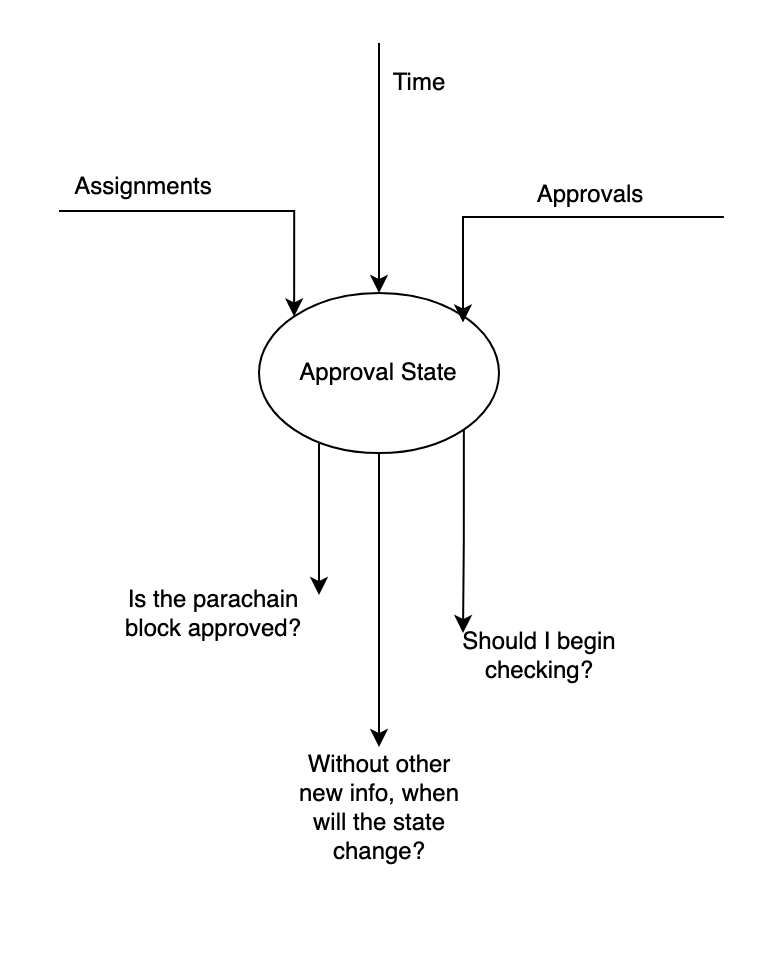 Time
Assignments
Approvals
Approval State
Is the parachain
block approved?
Should I begin
checking?
Without other
new info, when
will the state
change?